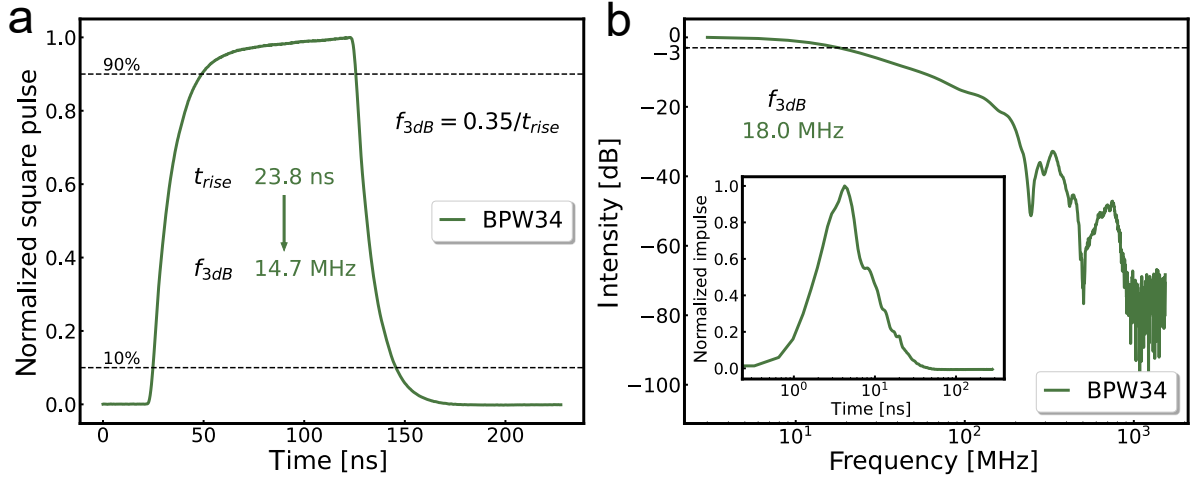 a
Normalized square pulse
1.0
0.8
0.6
0.4
0.2
0.0
90%
10%
f3dB = 0.35/trise
trise 23.8 ns
f3dB 14.7 MHz
BPW34
0
50
100
150
200
Time [ns]
b
Intensity [dB]
0
−3
−20
−40
−60
−80
−100
f3dB
18.0 MHz
Normalized impulse
1.0
0.8
0.6
0.4
0.2
0.0
10^0
10^1
10^2
Time [ns]
BPW34
10^1
10^2
10^3
Frequency [MHz]